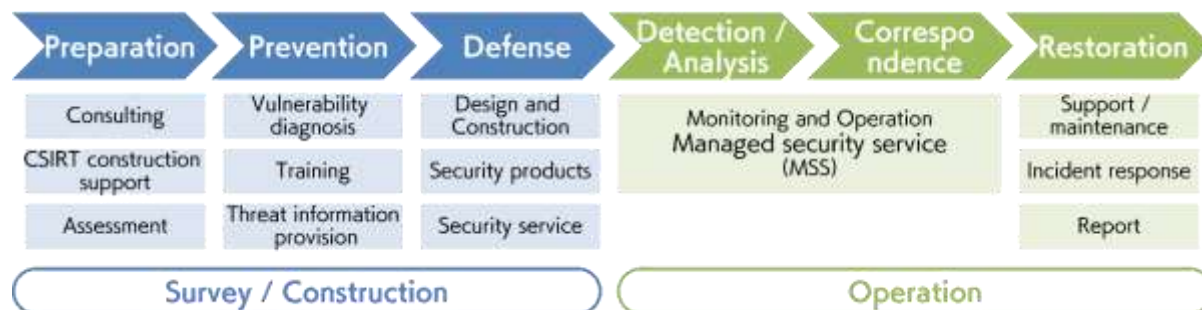 Preparation
Prevention
Defense
Detection /
Analysis
Correspo
ndence
Restoration
Consulting
CSIRT construction
support
Assessment
Vulnerability
diagnosis
Training
Threat information
provision
Design and
Construction
Security products
Security service
Monitoring and Operation
Managed security service
(MSS)
Support /
maintenance
Incident response
Report
Survey / Construction
Operation